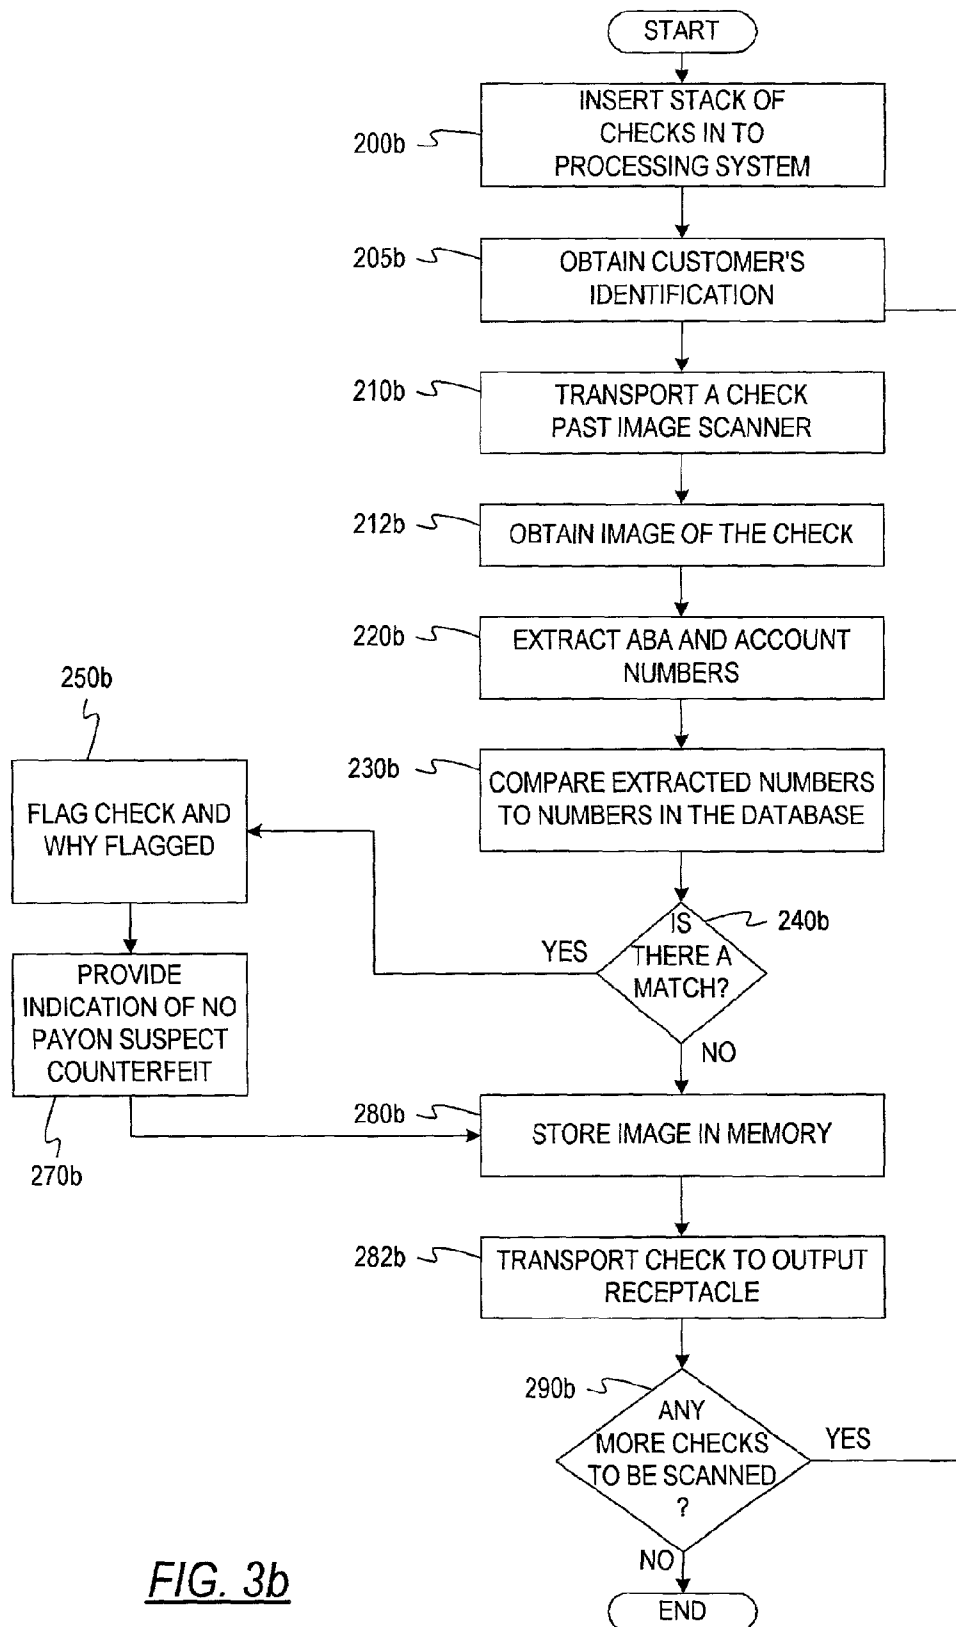 START
INSERT STACK OF
CHECKS IN TO
PROCESSING SYSTEM
200b
OBTAIN CUSTOMER'S
IDENTIFICATION
205b
TRANSPORT A CHECK
PAST IMAGE SCANNER
210b
OBTAIN IMAGE OF THE CHECK
212b
EXTRACT ABA AND ACCOUNT
NUMBERS
220b
COMPARE EXTRACTED NUMBERS
TO NUMBERS IN THE DATABASE
230b
IS
THERE A
MATCH?
240b
YES
NO
250b
FLAG CHECK AND
WHY FLAGGED
PROVIDE
INDICATION OF NO
PAYON SUSPECT
COUNTERFEIT
270b
STORE IMAGE IN MEMORY
280b
TRANSPORT CHECK TO OUTPUT
RECEPTACLE
282b
ANY
MORE CHECKS
TO BE SCANNED
?
290b
YES
NO
END
FIG. 3b